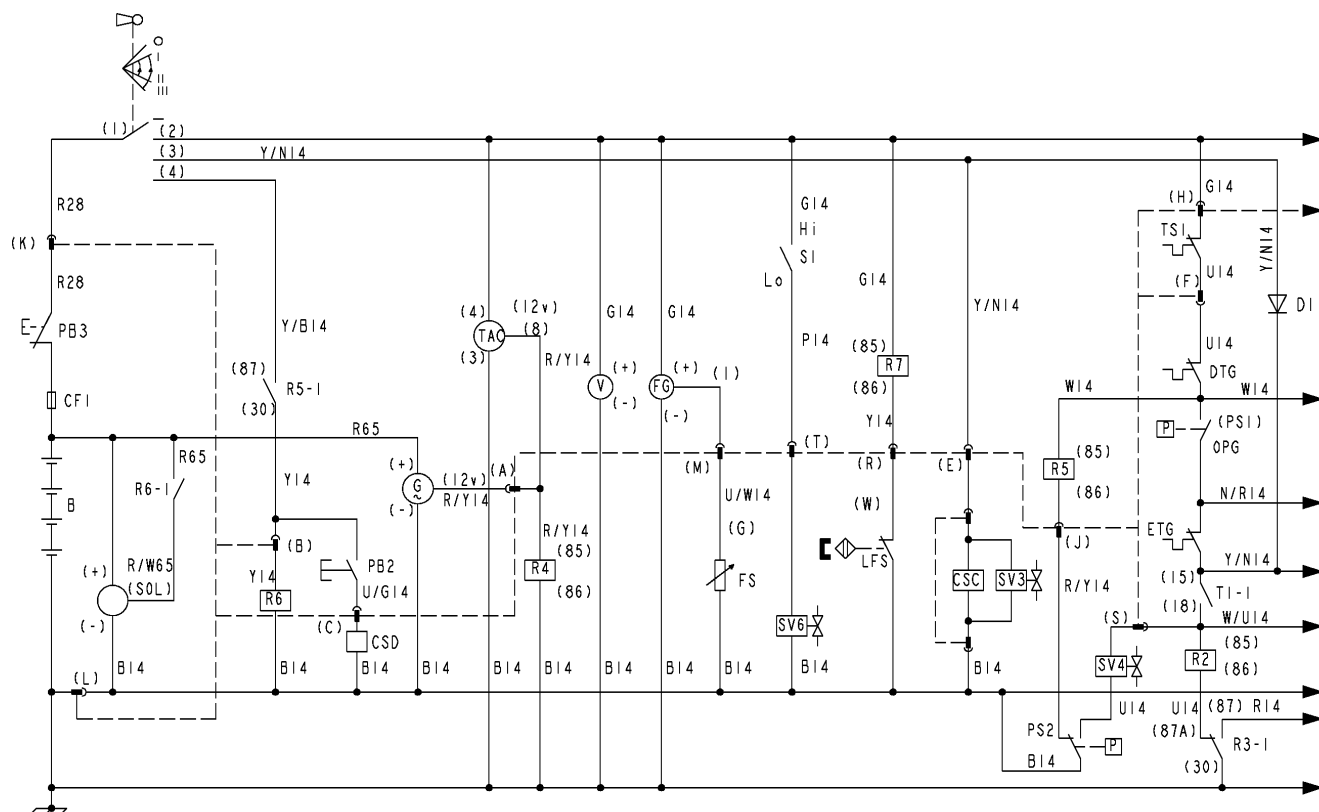 O
I
II
III
(1)
(2)
(3)
Y/N14
(4)
R28
G14
(H)
(K)
G14
Hi
TS1
S1
Lo
U14
Y/N14
R28
G14
(F)
Y/N14
D1
(4)
(12v)
G14
G14
PB3
Y/B14
TAC
(8)
P14
U14
(3)
(85)
R/Y14
R7
DTG
(87)
(+)
(+)
(1)
R5-1
V
FG
(86)
W14
W14
CF1
(30)
(-)
(-)
Y14
(PS1)
R65
P
OPG
(T)
R65
(+)
(12v)
(A)
(M)
(R)
(E)
(85)
R5
G
~
R6-1
Y14
R/Y14
(86)
B
(-)
U/W14
(W)
N/R14
(G)
R/Y14
ETG
(B)
(J)
(85)
R/W65
PB2
LFS
Y/N14
(SOL)
(+)
Y14
R4
FS
CSC
SV3
(15)
R/Y14
U/G14
T1-1
R6
(86)
(18)
(C)
SV6
(S)
W/U14
(-)
CSD
(85)
R2
B14
B14
B14
B14
B14
B14
B14
B14
B14
B14
SV4
(86)
(L)
U14
U14
(87)
R14
PS2
(87A)
P
R3-1
B14
(30)